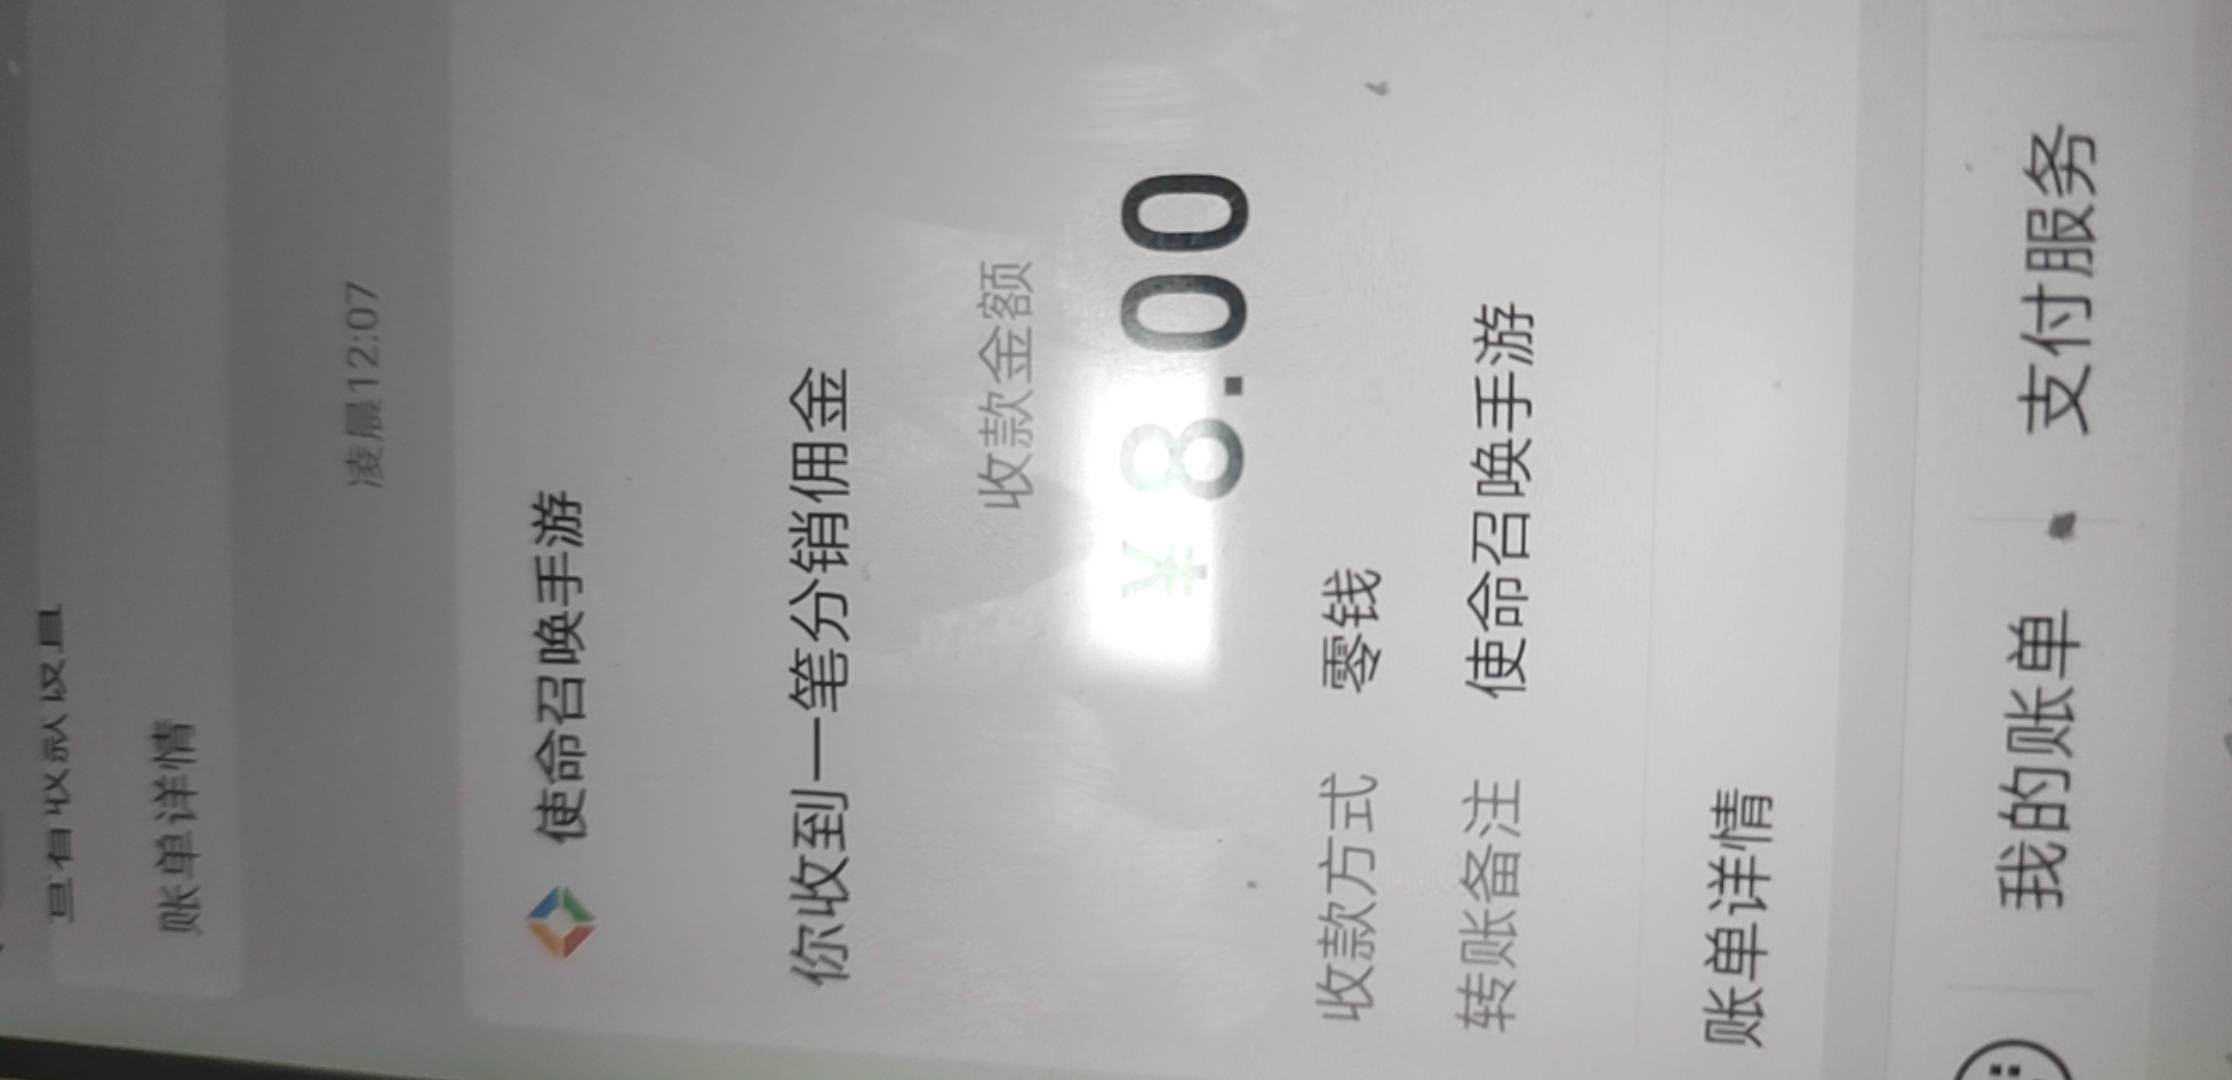 账单详情
凌晨12:07
使命召唤手游
你收到一笔分销佣金
收款金额
¥8.00
收款方式 零钱
转账备注 使命召唤手游
账单详情
我的账单 支付服务